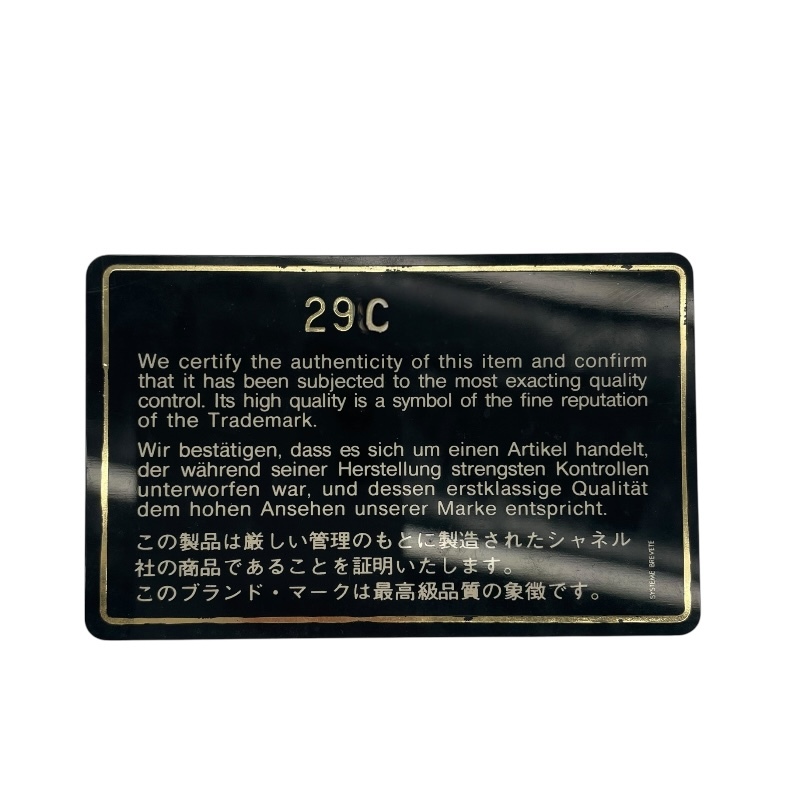 29 C
We certify the authenticity of this item and confirm
that it has been subjected to the most exacting quality
control. Its high quality is a symbol of the fine reputation
of the Trademark.
Wir bestätigen, dass es sich um einen Artikel handelt,
der während seiner Herstellung strengsten Kontrollen
unterworfen war, und dessen erstklassige Qualität
dem hohen Ansehen unserer Marke entspricht.
この製品は厳しい管理のもとに製造されたシャネル
社の商品であることを証明いたします。
このブランド・マークは最高級品質の象徴です。
SYSTEME BREVETE